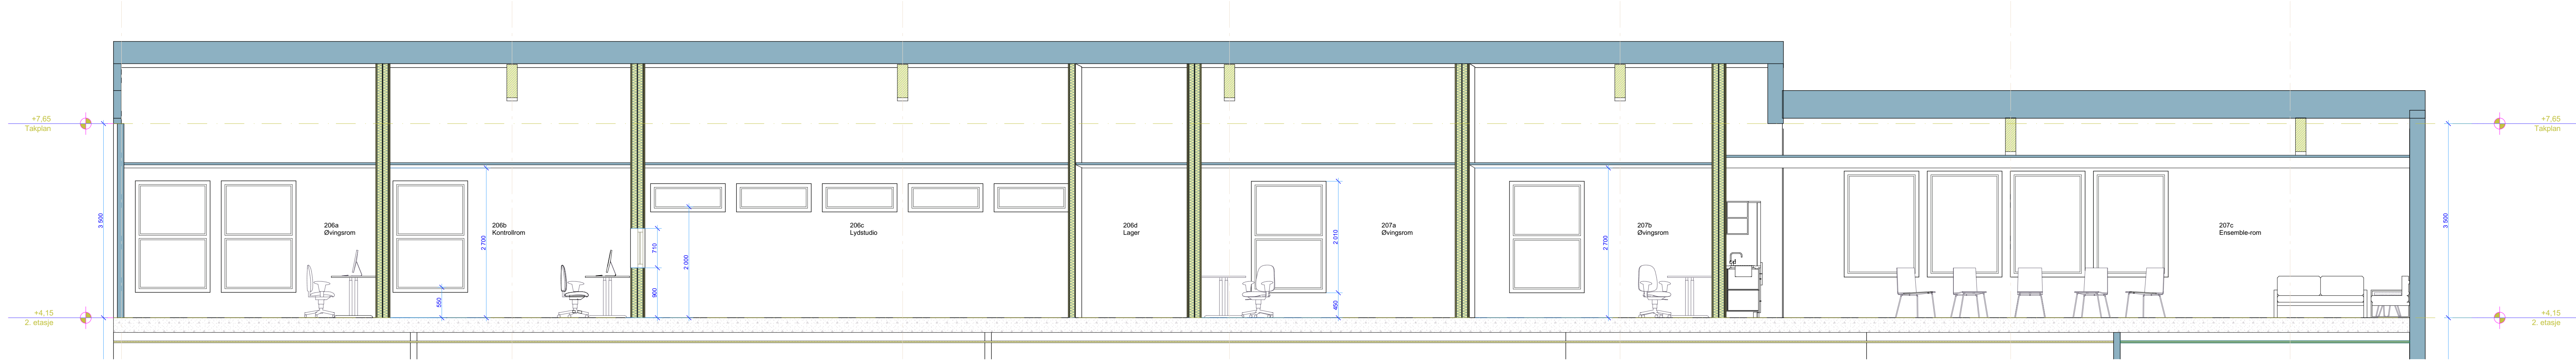 +7,65
Takplan
3 500
+4,15
2. etasje
206a
Øvingsrom
550
2 700
206b
Kontrollrom
710
900
2 000
206c
Lydstudio
206d
Lager
2 010
450
207a
Øvingsrom
2 700
207b
Øvingsrom
207c
Ensemble-rom
3 500
+7,65
Takplan
+4,15
2. etasje